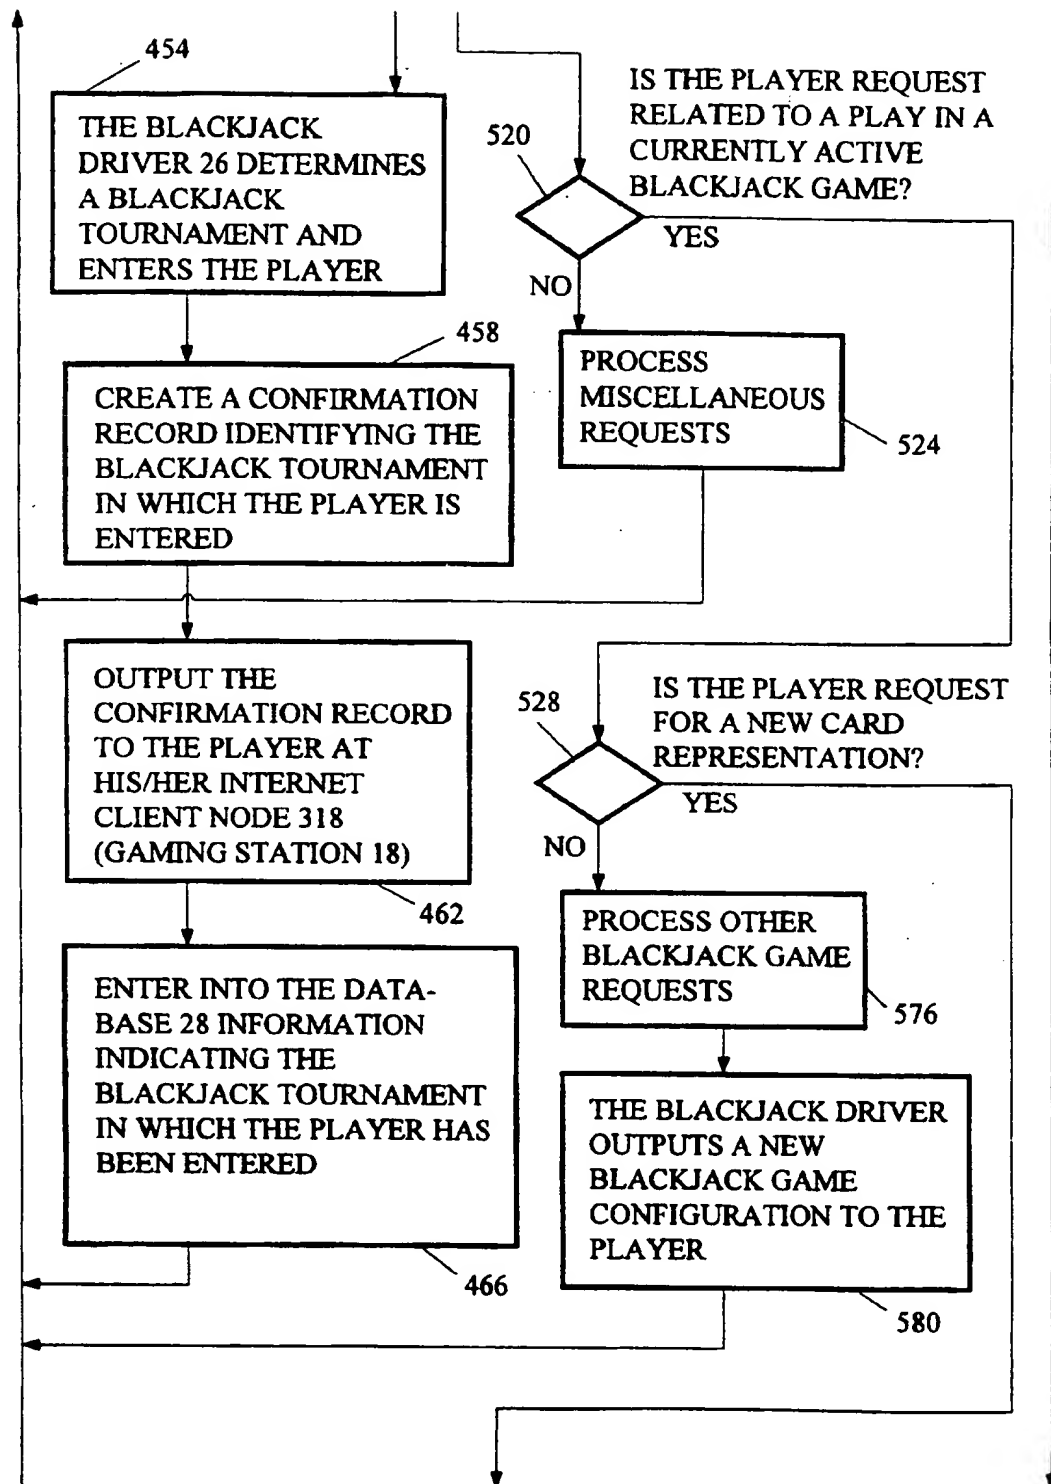 454
THE BLACKJACK
DRIVER 26 DETERMINES
A BLACKJACK
TOURNAMENT AND
ENTERS THE PLAYER
458
CREATE A CONFIRMATION
RECORD IDENTIFYING THE
BLACKJACK TOURNAMENT
IN WHICH THE PLAYER IS
ENTERED
OUTPUT THE
CONFIRMATION RECORD
TO THE PLAYER AT
HIS/HER INTERNET
CLIENT NODE 318
(GAMING STATION 18)
462
ENTER INTO THE DATA-
BASE 28 INFORMATION
INDICATING THE
BLACKJACK TOURNAMENT
IN WHICH THE PLAYER HAS
BEEN ENTERED
466
IS THE PLAYER REQUEST
RELATED TO A PLAY IN A
CURRENTLY ACTIVE
BLACKJACK GAME?
520
YES
NO
PROCESS
MISCELLANEOUS
REQUESTS
524
IS THE PLAYER REQUEST
FOR A NEW CARD
REPRESENTATION?
528
YES
NO
PROCESS OTHER
BLACKJACK GAME
REQUESTS
576
THE BLACKJACK DRIVER
OUTPUTS A NEW
BLACKJACK GAME
CONFIGURATION TO THE
PLAYER
580